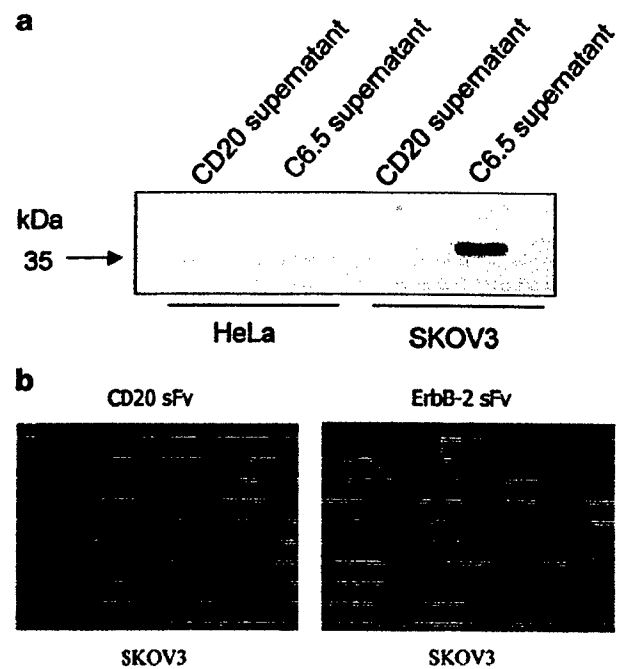 a
CD20 supernatant
C6.5 supernatant
CD20 supernatant
C6.5 supernatant
kDa
35
HeLa
SKOV3
b
CD20 sFv
ErbB-2 sFv
SKOV3
SKOV3